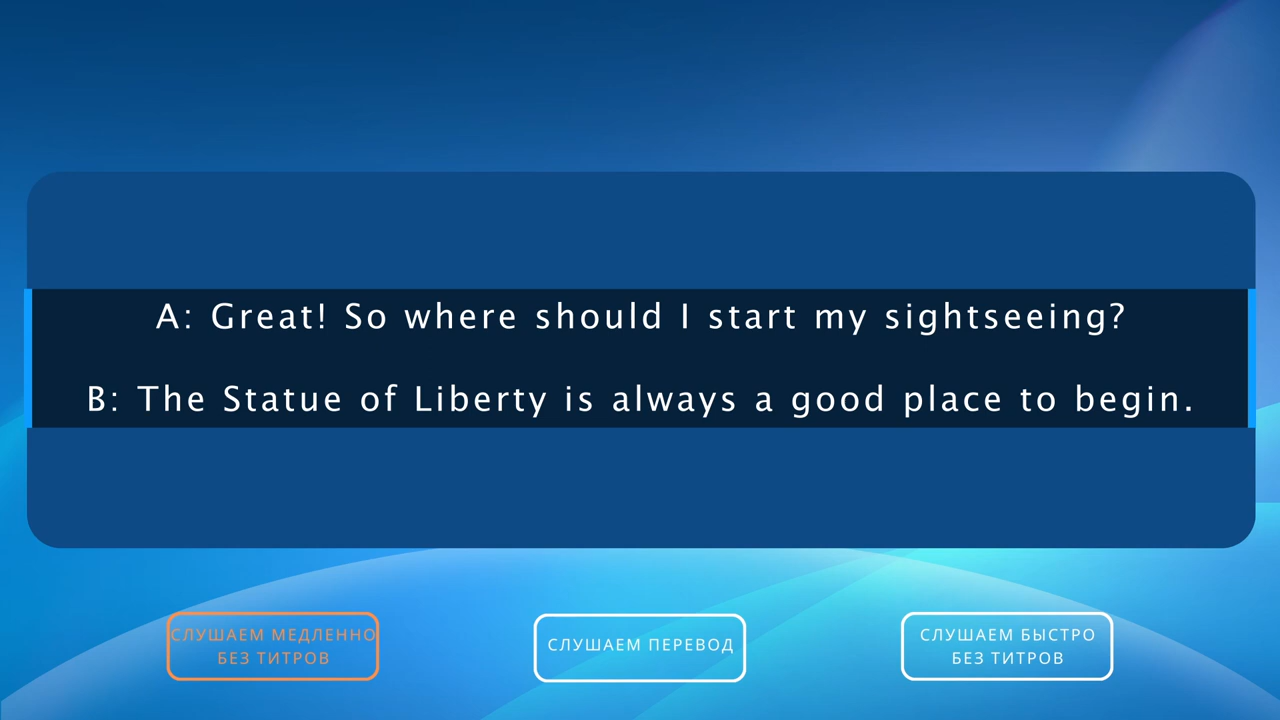 A: Great! So where should I start my sightseeing?
B: The Statue of Liberty is always a good place to begin.
СЛУШАЕМ МЕДЛЕННО
БЕЗ ТИТРОВ
СЛУШАЕМ ПЕРЕВОД
СЛУШАЕМ БЫСТРО
БЕЗ ТИТРОВ